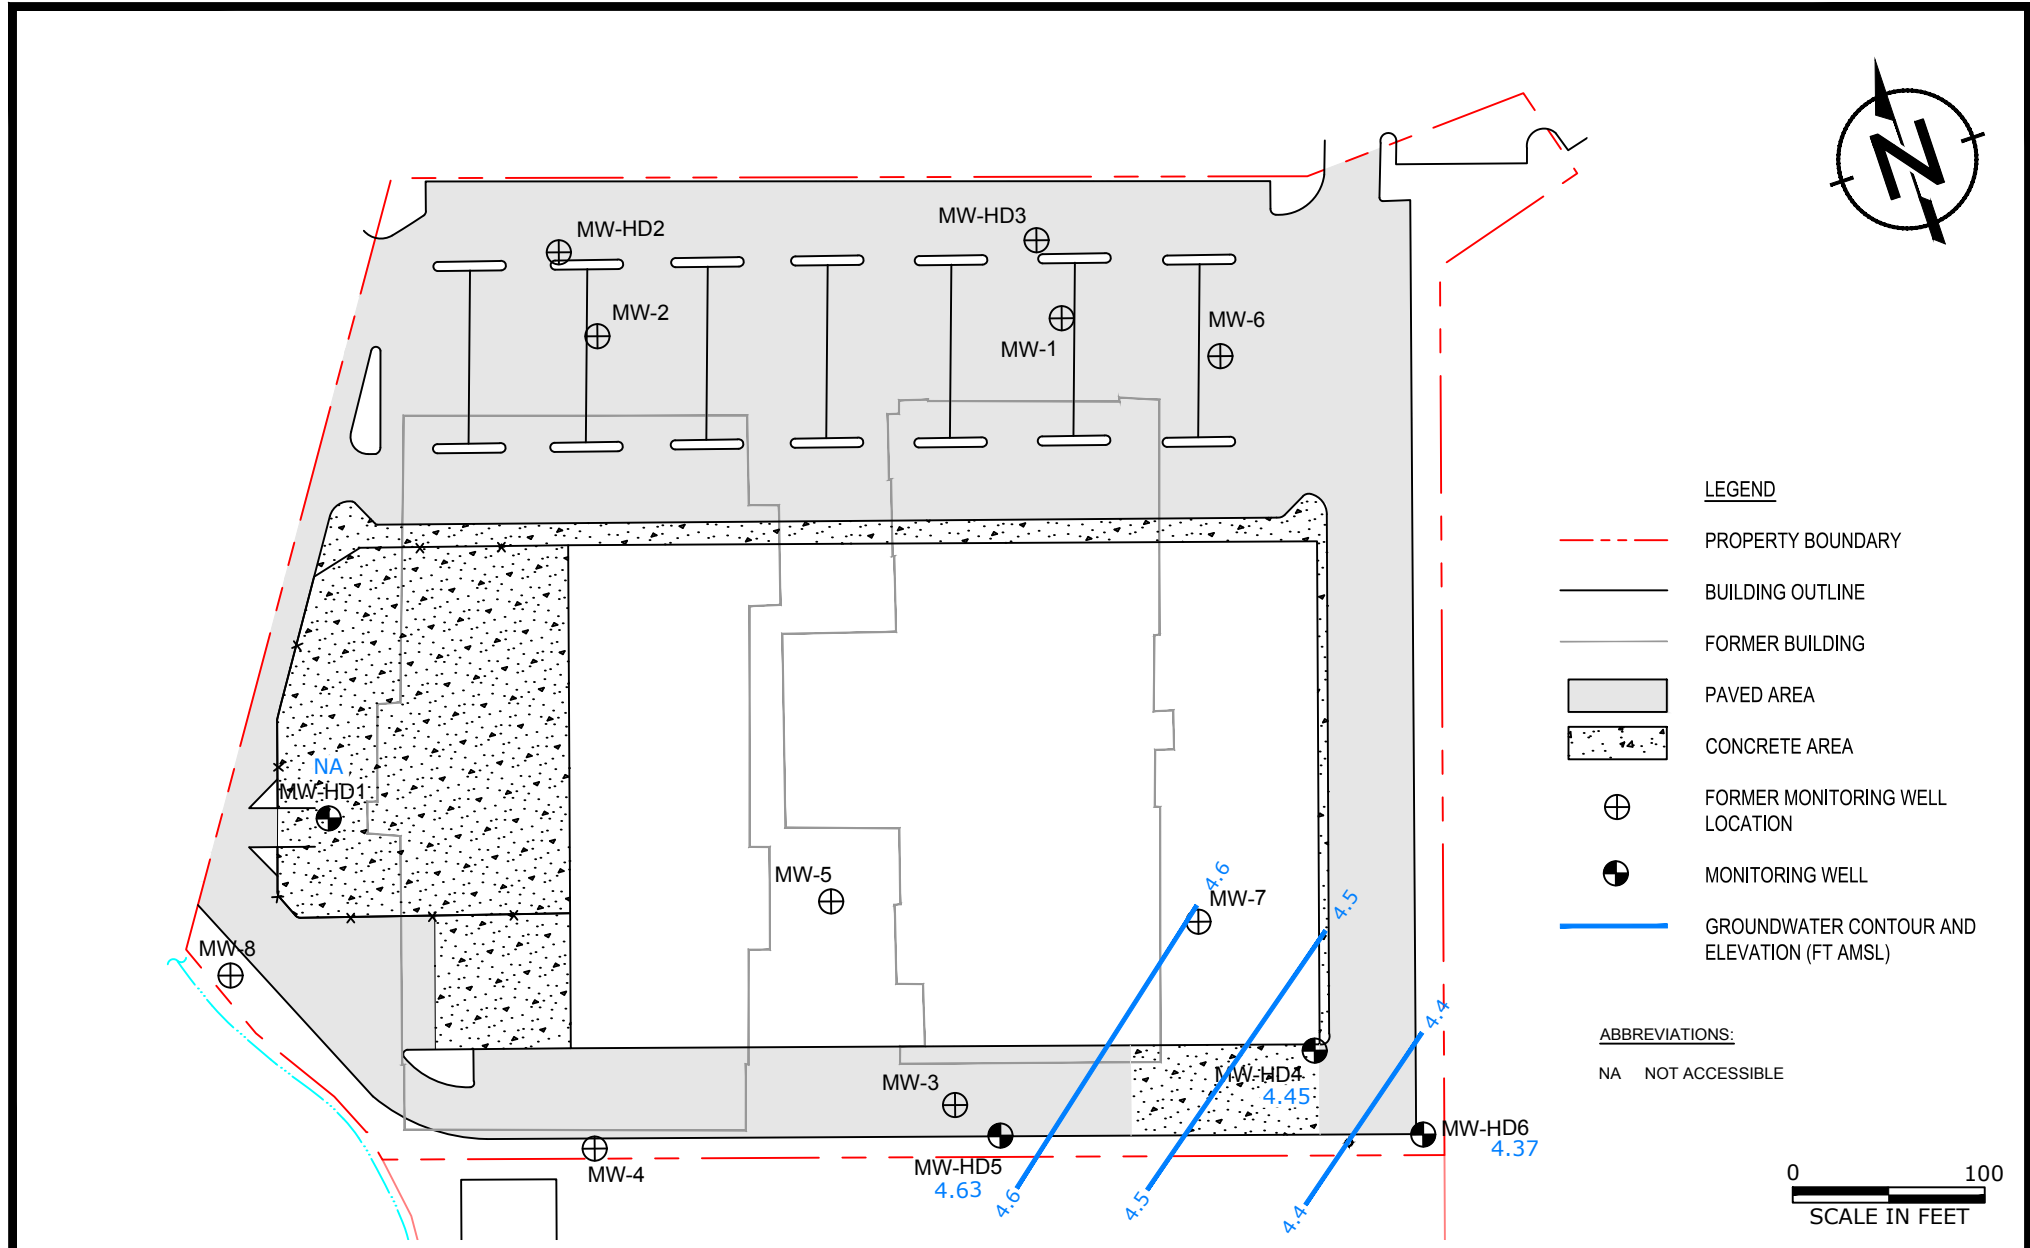 N
MW-HD3
MW-HD2
MW-2
MW-6
MW-1
LEGEND
PROPERTY BOUNDARY
BUILDING OUTLINE
FORMER BUILDING
PAVED AREA
CONCRETE AREA
FORMER MONITORING WELL
LOCATION
MONITORING WELL
GROUNDWATER CONTOUR AND
ELEVATION (FT AMSL)
ABBREVIATIONS:
NA NOT ACCESSIBLE
NA
MW-HD1
MW-5
4.6
MW-7
4.5
MW-8
4.4
MW-HD4
4.45
MW-3
MW-HD6
4.37
MW-4
MW-HD5
4.63
4.6
4.5
4.4
0 100
SCALE IN FEET